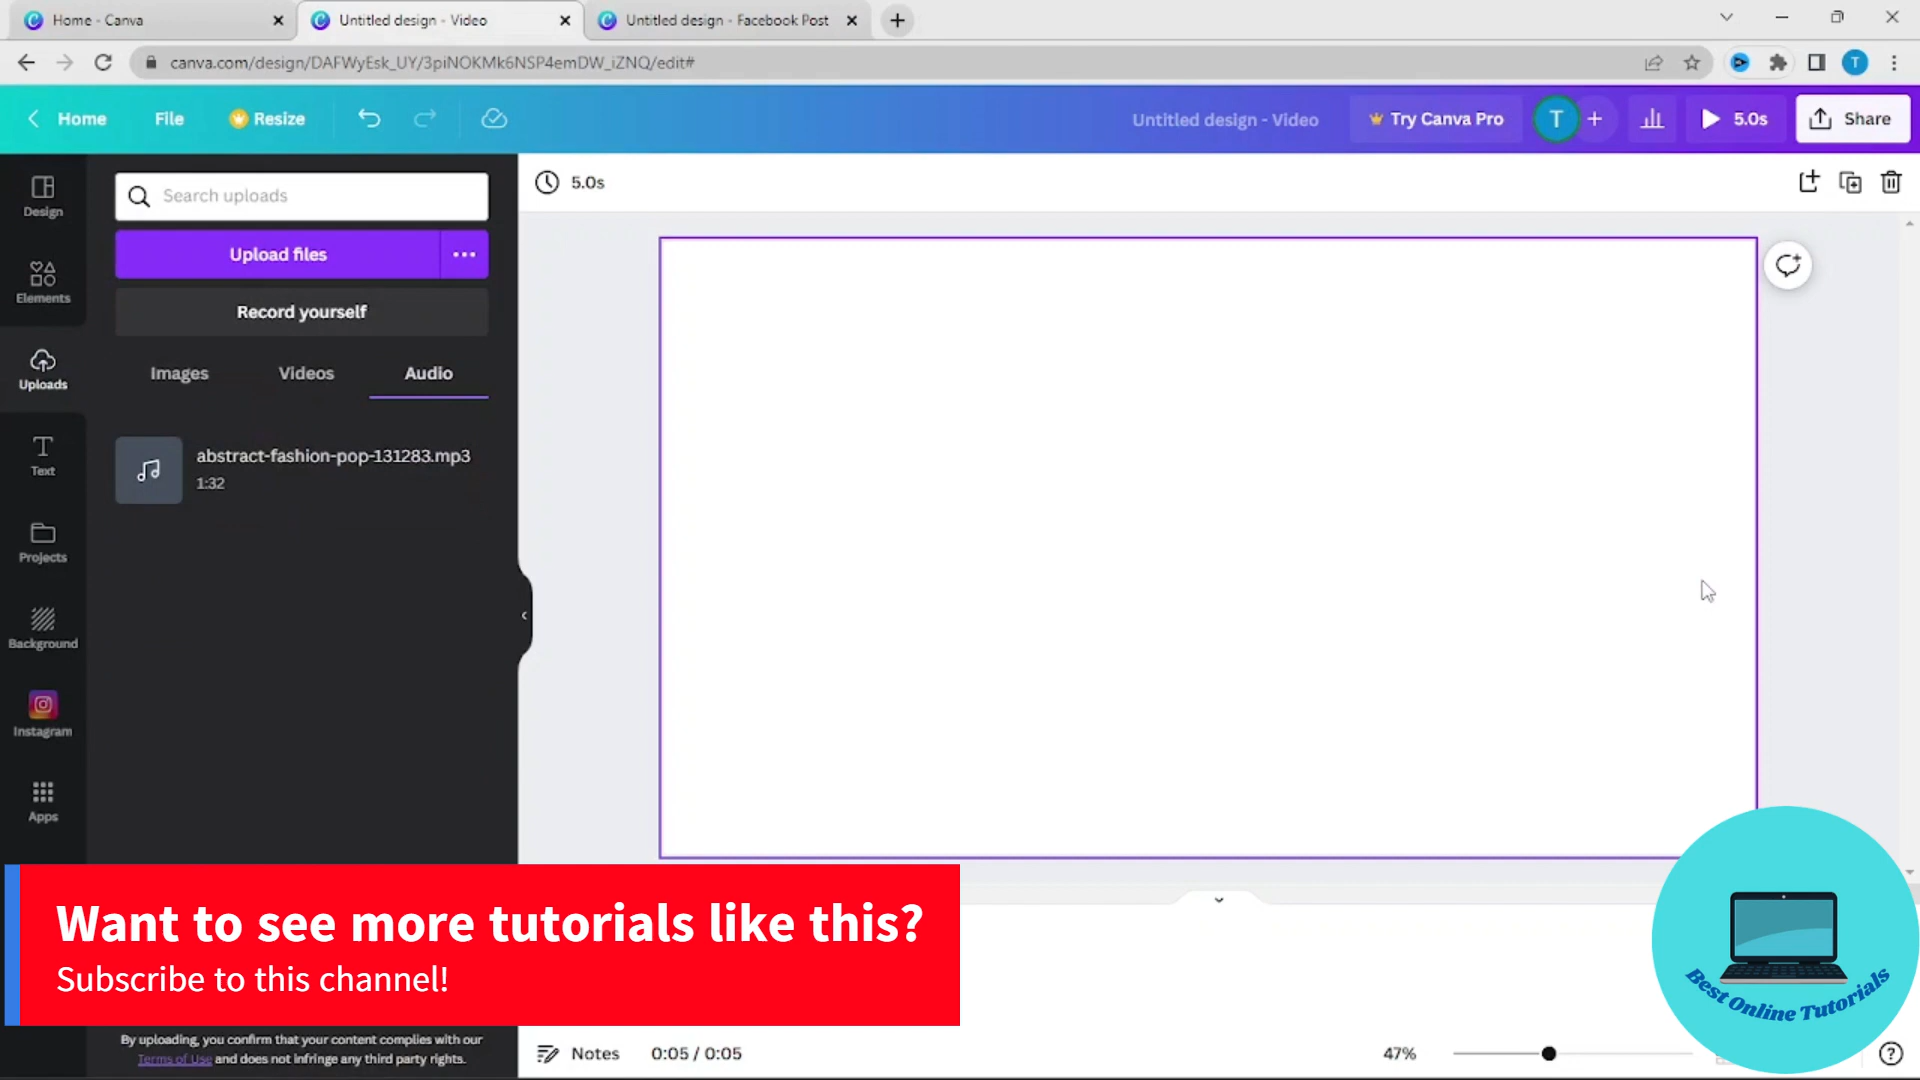 Home - Canva
Untitled design - Video
Untitled design - Facebook Post
canva.com/design/DAFWyEsk_UY/3piNOKMk6NSP4emDW_iZNQ/edit#
T
Home
File
Resize
Untitled design - Video
Try Canva Pro
T
5.0s
Share
Design
Elements
Uploads
Text
Projects
Background
Instagram
Apps
Search uploads
Upload files
Record yourself
Images
Videos
Audio
abstract-fashion-pop-131283.mp3
1:32
5.0s
Want to see more tutorials like this?
Subscribe to this channel!
By uploading, you confirm that your content complies with our
Terms of Use and does not infringe any third party rights.
Notes
0:05 / 0:05
47%
Best Online Tutorials